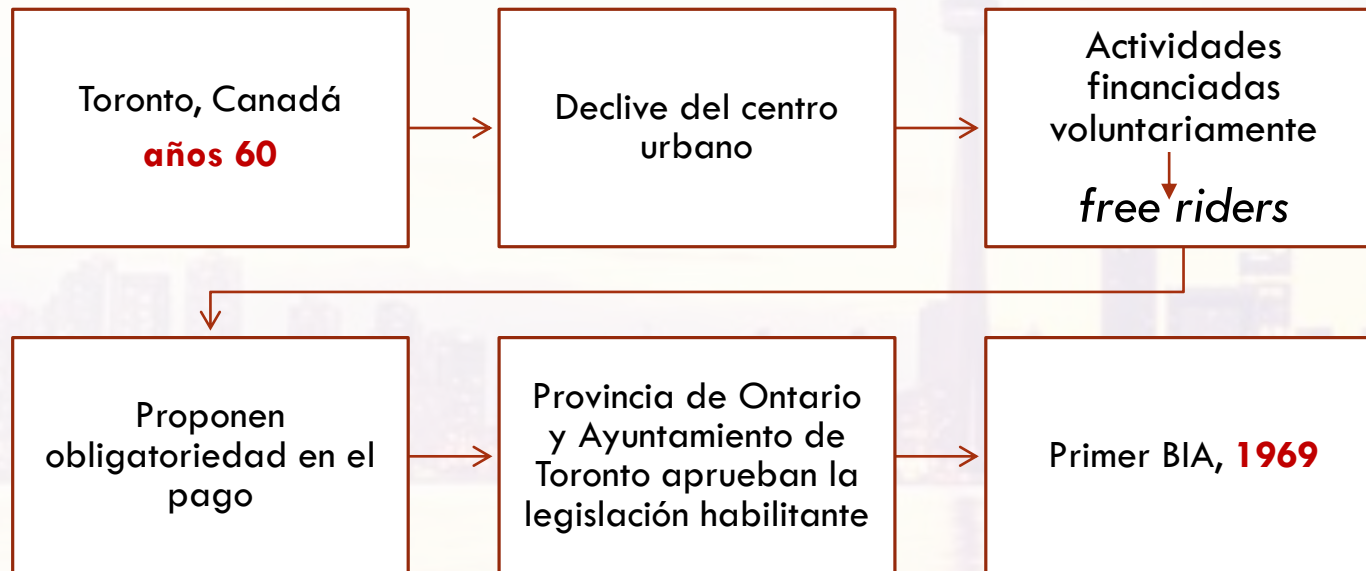 Toronto, Canadá
años 60
Declive del centro
urbano
Actividades
financiadas
voluntariamente
free riders
Proponen
obligatoriedad en el
pago
Provincia de Ontario
y Ayuntamiento de
Toronto aprueban la
legislación habilitante
Primer BIA, 1969